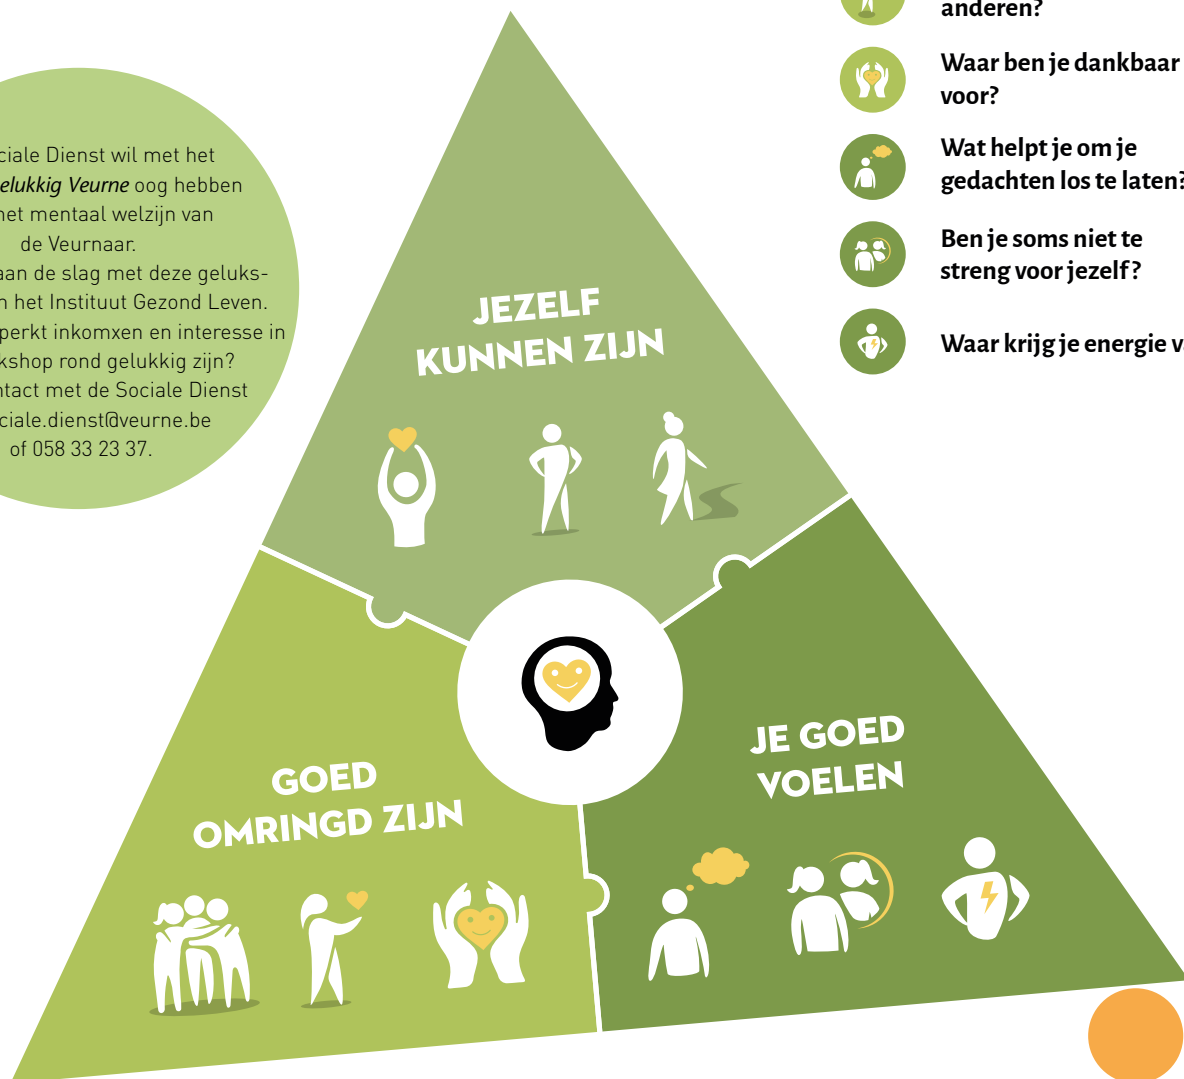 ciale Dienst wil met het
elukkig Veurne oog hebben
het mentaal welzijn van
de Veurnaar.
aan de slag met deze geluks-
n het Instituut Gezond Leven.
perkt inkomxen en interesse in
kshop rond gelukkig zijn?
ntact met de Sociale Dienst
ciale.dienst@veurne.be
of 058 33 23 37.
JEZELF
KUNNEN ZIJN
GOED
OMRINGD ZIJN
JE GOED
VOELEN
anderen?
Waar ben je dankbaar
voor?
Wat helpt je om je
gedachten los te laten?
Ben je soms niet te
streng voor jezelf?
Waar krijg je energie v